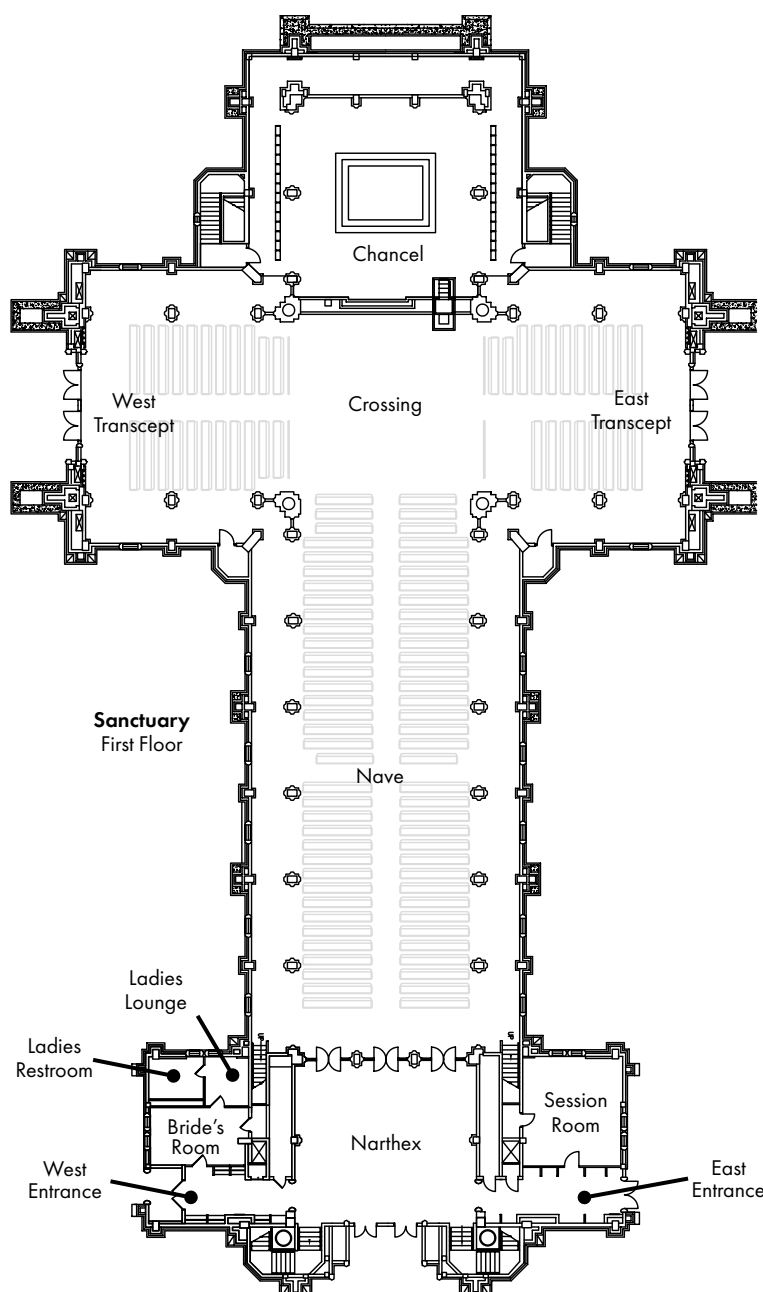 Chancel
West
Transcept
Crossing
East
Transcept
Sanctuary
First Floor
Nave
Ladies
Lounge
Ladies
Restroom
Bride's
Room
Session
Room
Narthex
West
Entrance
East
Entrance